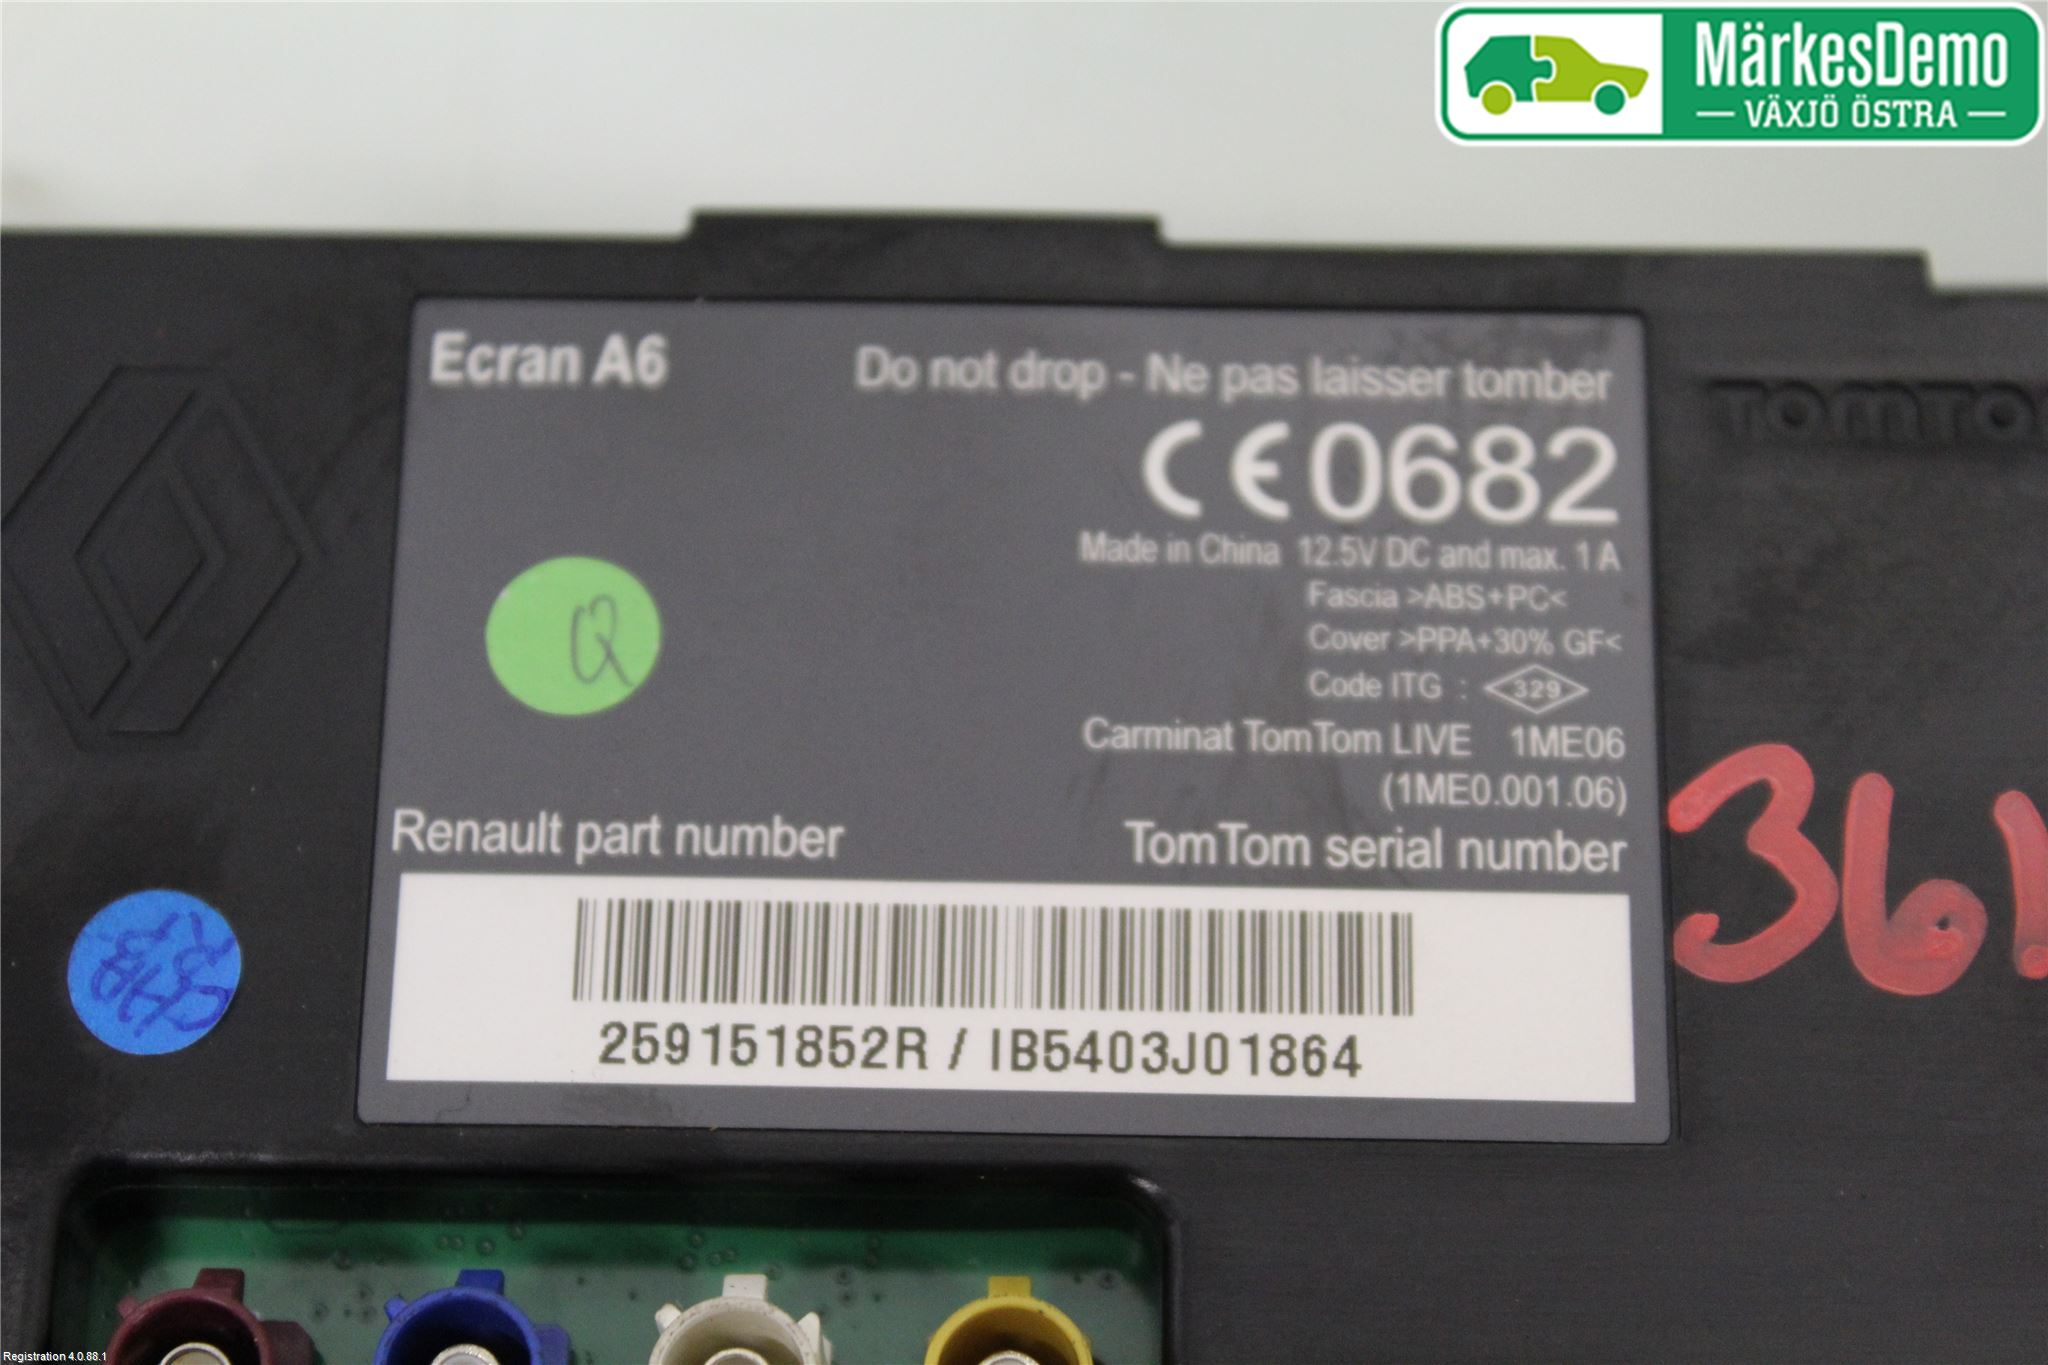 MärkesDemo
VÄXJÖ ÖSTRA
Ecran A6
Do not drop - Ne pas laisser tomber
CE0682
Made in China 12.5V DC and max. 1 A
Fascia >ABS+PC<
Cover >PPA+30% GF<
Code ITG : 329
Carminat TomTom LIVE 1ME06
(1ME0.001.06)
Renault part number
TomTom serial number
259151852R / IB5403J01864
TOMTO
Q
36
Registration 4.0.88.1